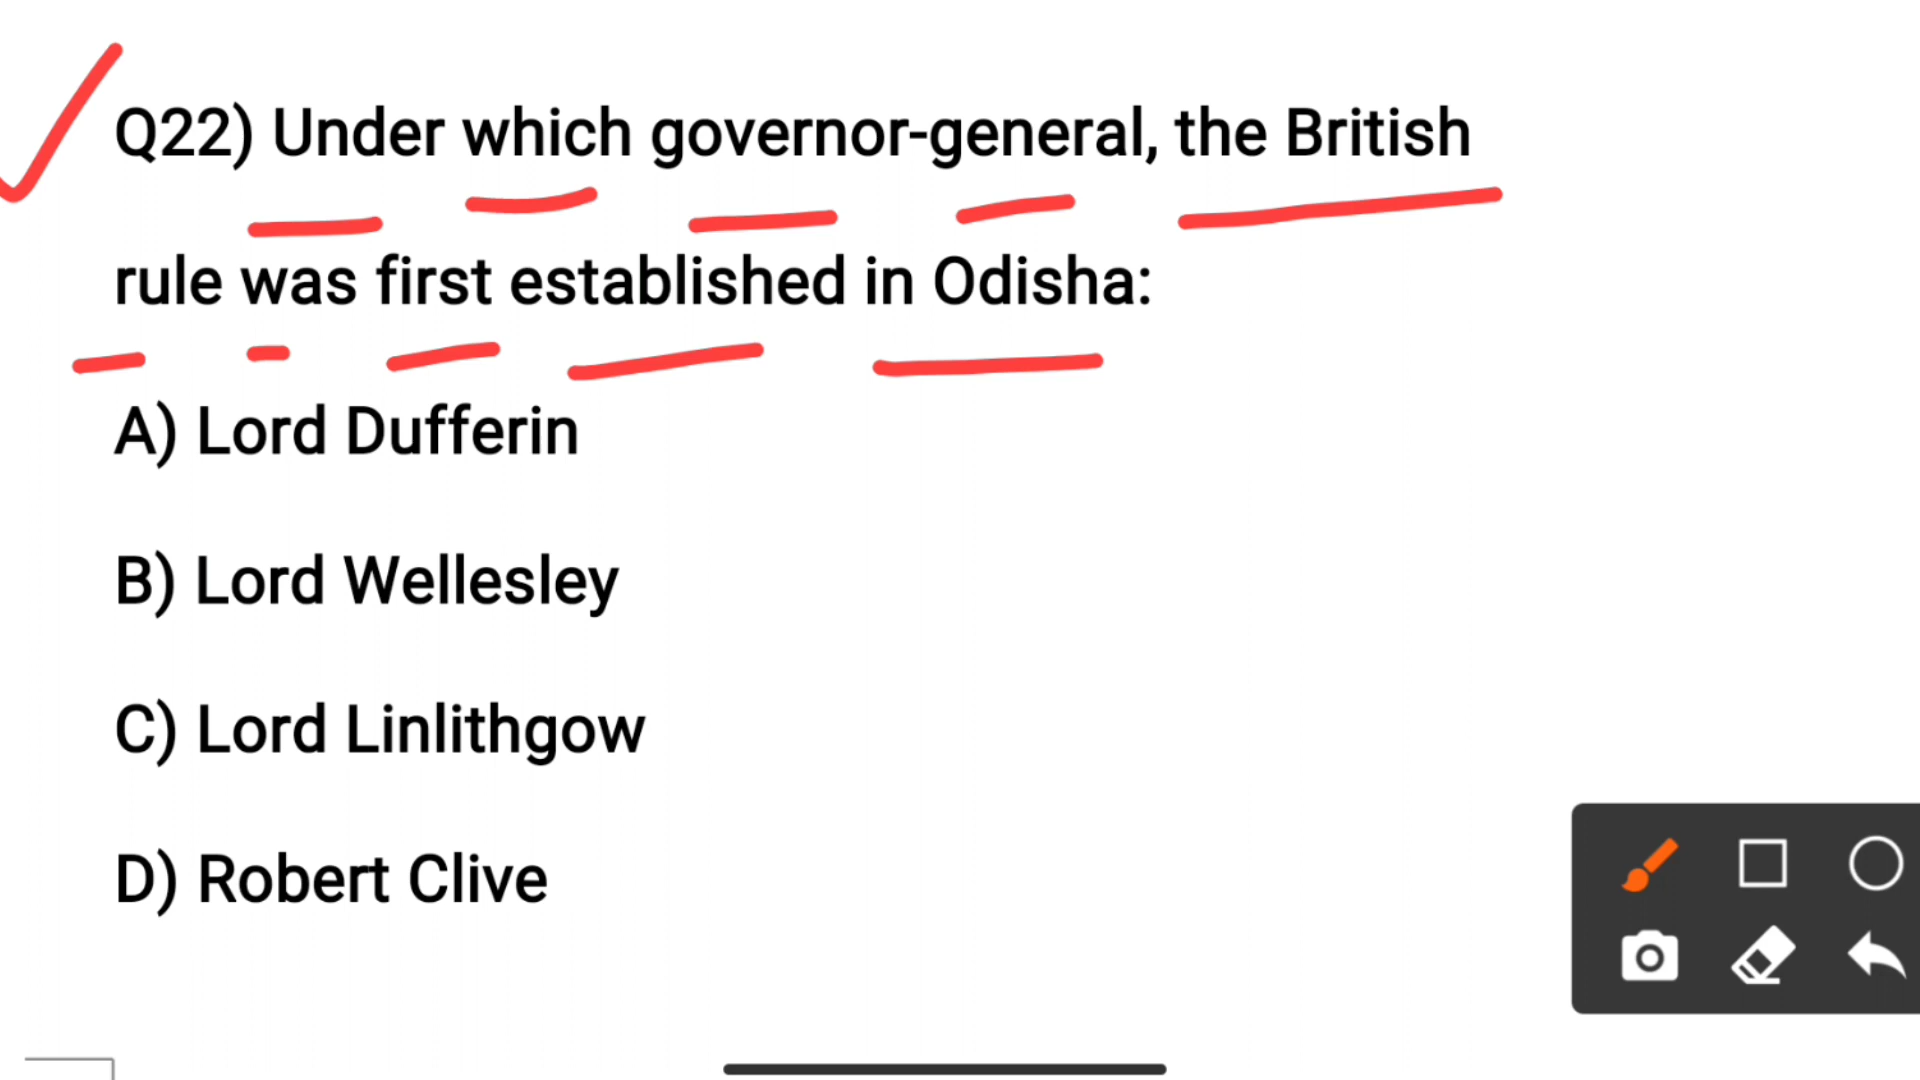 Q22) Under which governor-general, the British
rule was first established in Odisha:
A) Lord Dufferin
B) Lord Wellesley
C) Lord Linlithgow
D) Robert Clive